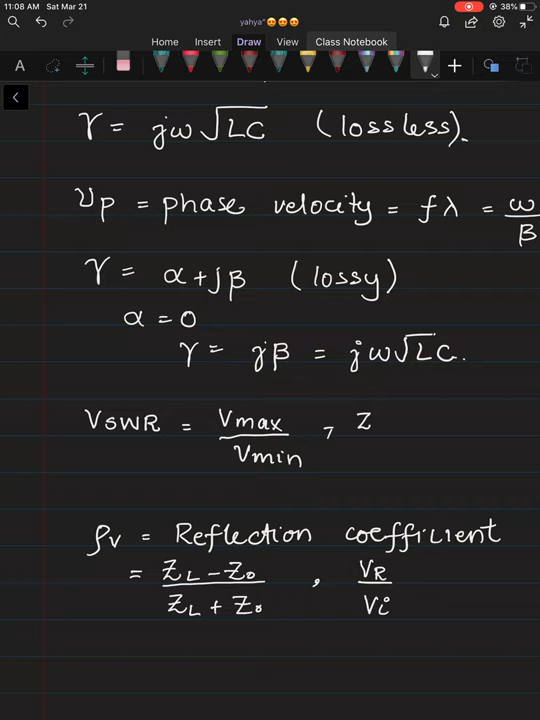 11:08 AM Sat Mar 21
38%
yahya"😍😍😍
Home Insert Draw View Class Notebook
A
γ = jω√LC (lossless).
υp = phase velocity = fλ = ω/β
γ = α + jβ (lossy)
α = 0
γ = jβ = jω√LC.
VSWR = Vmax/Vmin , Z
ρv = Reflection coefficient
= ZL - Zo / ZL + Zo , VR/Vi